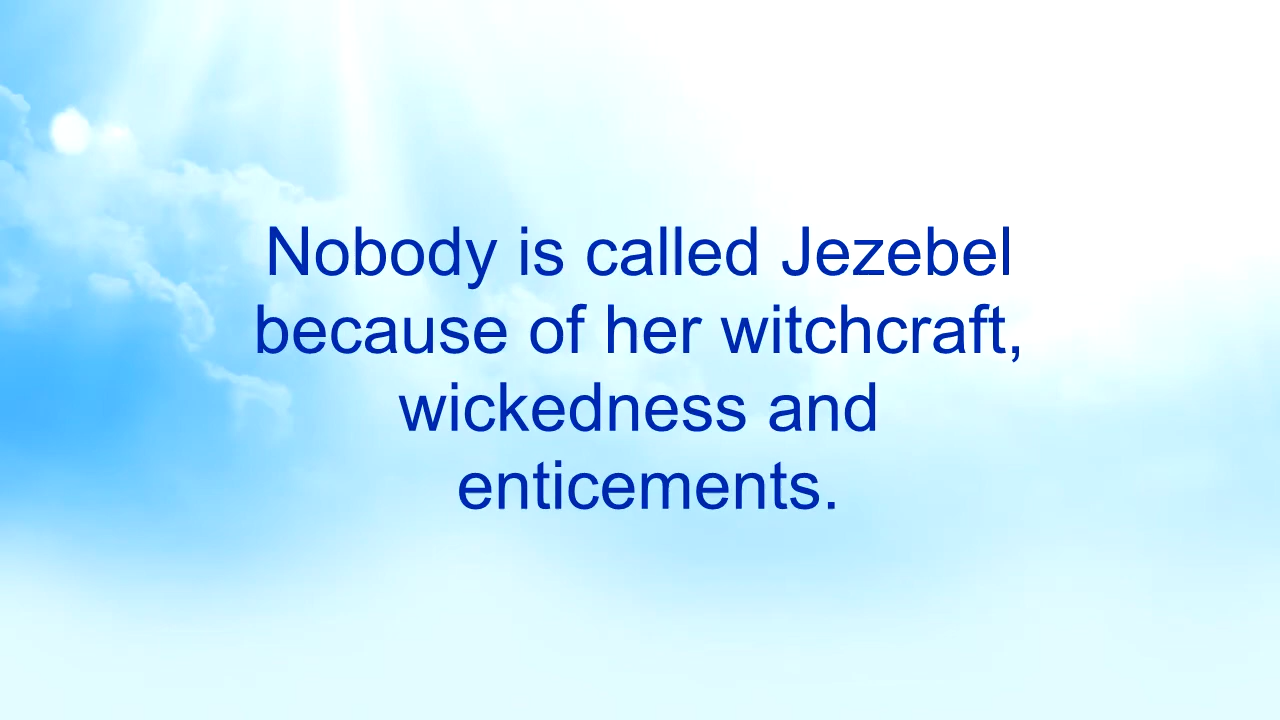 Nobody is called Jezebel
because of her witchcraft,
wickedness and
enticements.